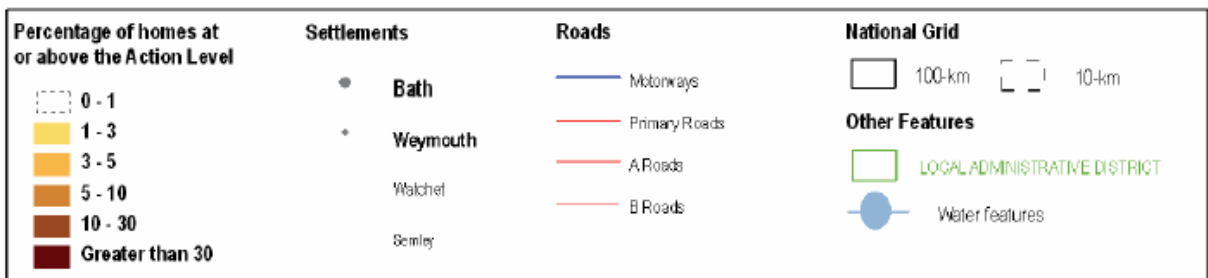 Percentage of homes at
or above the Action Level
0 - 1
1 - 3
3 - 5
5 - 10
10 - 30
Greater than 30
Settlements
Bath
Weymouth
Watchet
Semley
Roads
Motorways
Primary Roads
A Roads
B Roads
National Grid
100-km
10-km
Other Features
LOCAL ADMINISTRATIVE DISTRICT
Water features